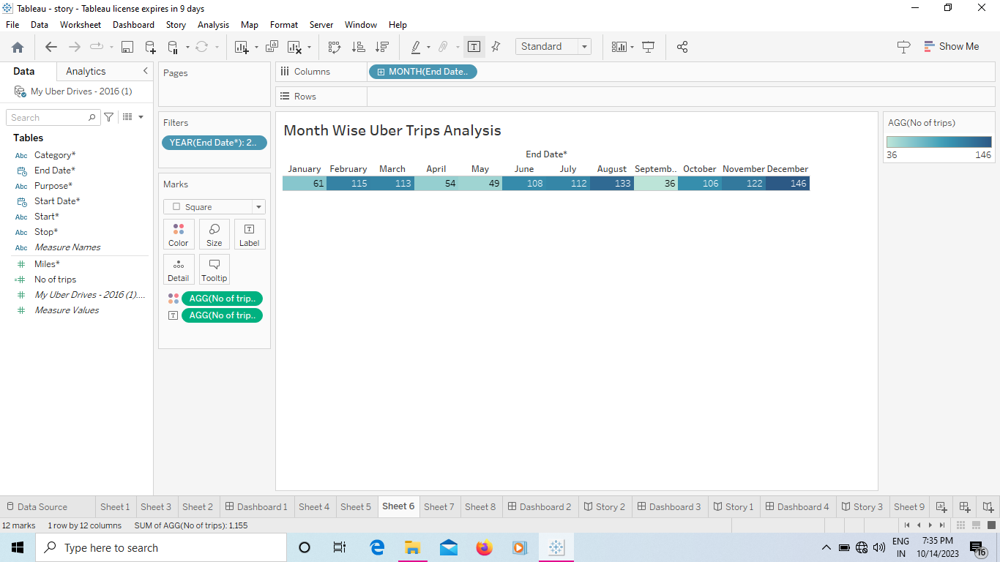 Tableau - story - Tableau license expires in 9 days
File Data Worksheet Dashboard Story Analysis Map Format Server Window Help
Standard
Show Me
Data Analytics
My Uber Drives - 2016 (1)
Search
Tables
Abc Category*
End Date*
Abc Purpose*
Start Date*
Abc Start*
Abc Stop*
Abc Measure Names
# Miles*
=# No of trips
# My Uber Drives - 2016 (1)....
# Measure Values
Pages
Filters
YEAR(End Date*): 2..
Marks
Square
Color Size Label
Detail Tooltip
AGG(No of trip..
AGG(No of trip..
Columns MONTH(End Date..
Rows
Month Wise Uber Trips Analysis
End Date*
January February March April May June July August Septemb.. October November December
61 115 113 54 49 108 112 133 36 106 122 146
AGG(No of trips)
36 146
Data Source Sheet 1 Sheet 3 Sheet 2 Dashboard 1 Sheet 4 Sheet 5 Sheet 6 Sheet 7 Sheet 8 Dashboard 2 Story 2 Dashboard 3 Story 1 Dashboard 4 Story 3 Sheet 9
12 marks 1 row by 12 columns SUM of AGG(No of trips): 1,155
Type here to search
ENG
IN
7:35 PM
10/14/2023
16